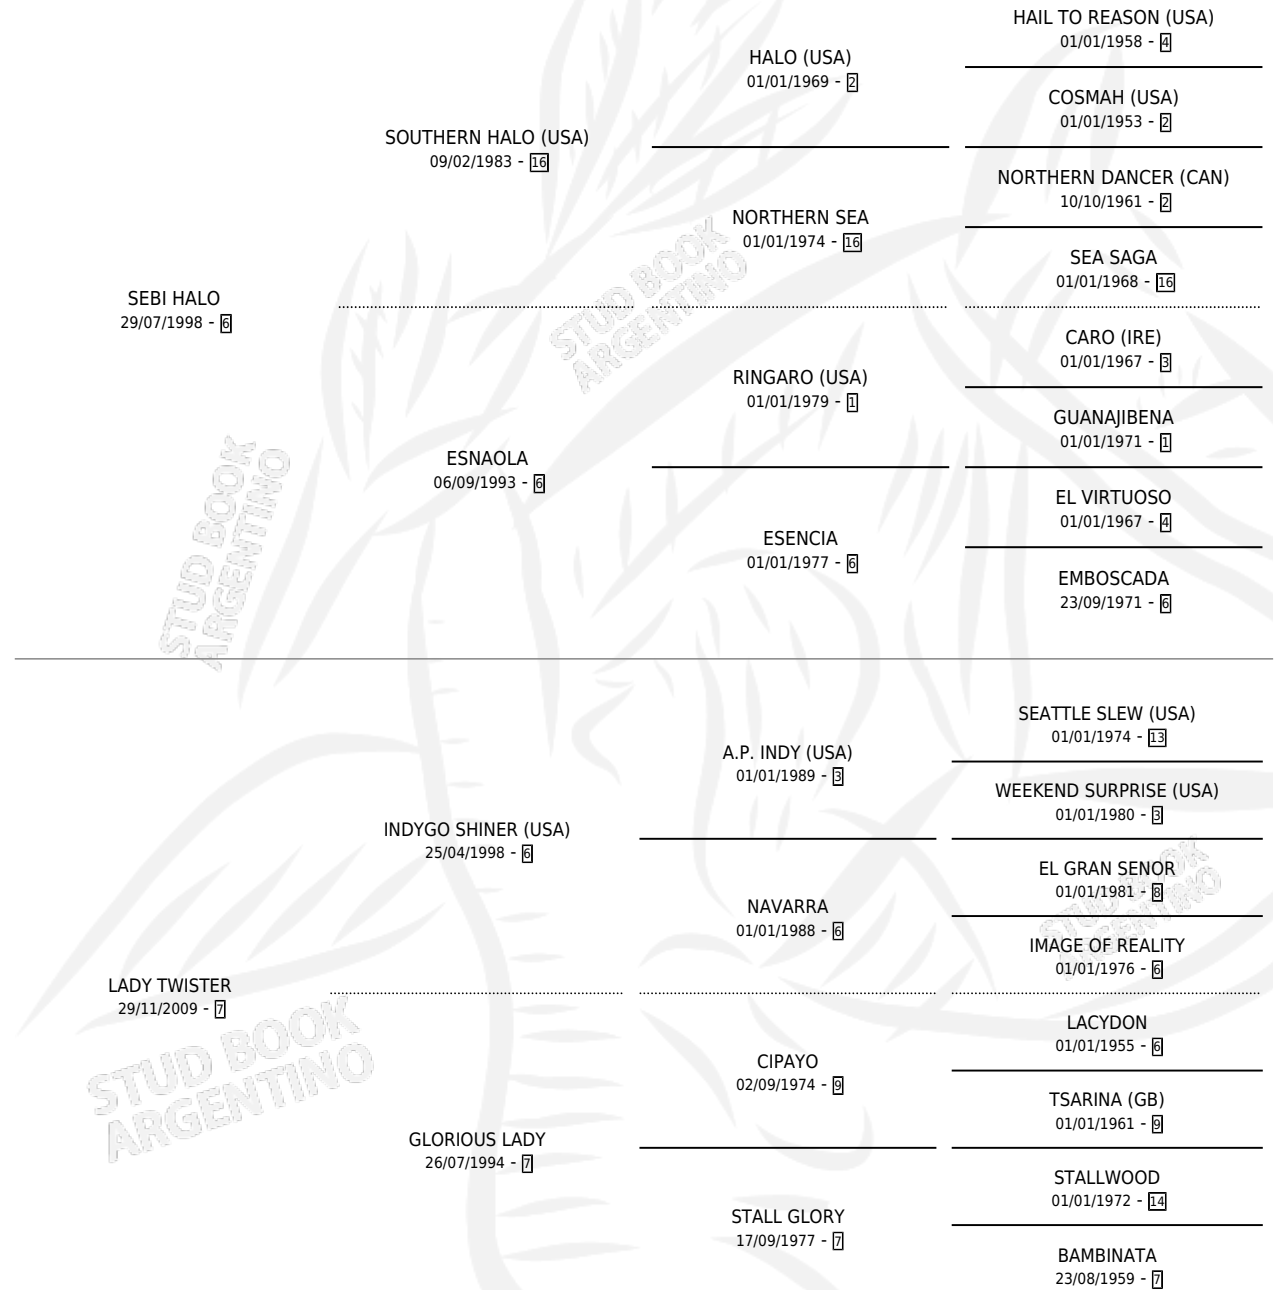 HAIL TO REASON (USA)
01/01/1958 - 4
HALO (USA)
01/01/1969 - 2
COSMAH (USA)
01/01/1953 - 2
SOUTHERN HALO (USA)
09/02/1983 - 16
NORTHERN DANCER (CAN)
10/10/1961 - 2
NORTHERN SEA
01/01/1974 - 16
SEA SAGA
01/01/1968 - 16
SEBI HALO
29/07/1998 - 6
CARO (IRE)
01/01/1967 - 3
RINGARO (USA)
01/01/1979 - 1
GUANAJIBENA
01/01/1971 - 1
ESNAOLA
06/09/1993 - 6
EL VIRTUOSO
01/01/1967 - 4
ESENCIA
01/01/1977 - 6
EMBOSCADA
23/09/1971 - 6
STUD BOOK
ARGENTINO
STUD BOOK
ARGENTINO
SEATTLE SLEW (USA)
01/01/1974 - 13
A.P. INDY (USA)
01/01/1989 - 3
WEEKEND SURPRISE (USA)
01/01/1980 - 3
INDYGO SHINER (USA)
25/04/1998 - 6
EL GRAN SENOR
01/01/1981 - 8
NAVARRA
01/01/1988 - 6
IMAGE OF REALITY
01/01/1976 - 6
STUD BOOK
ARGENTINO
LADY TWISTER
29/11/2009 - 7
LACYDON
01/01/1955 - 6
CIPAYO
02/09/1974 - 9
TSARINA (GB)
01/01/1961 - 9
GLORIOUS LADY
26/07/1994 - 7
STALLWOOD
01/01/1972 - 14
STALL GLORY
17/09/1977 - 7
BAMBINATA
23/08/1959 - 7
STUD BOOK
ARGENTINO